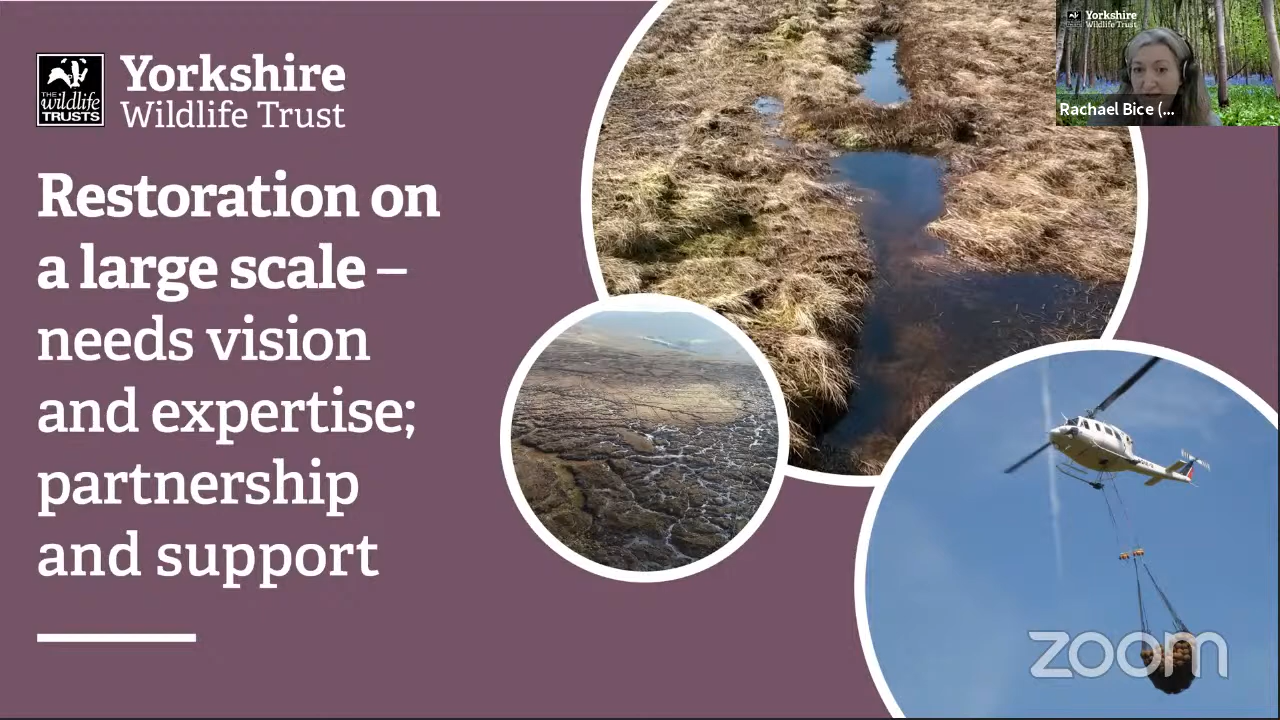 THE
wildlife
TRUSTS
Yorkshire
Wildlife Trust
Restoration on
a large scale –
needs vision
and expertise;
partnership
and support
Yorkshire
Wildlife Trust
Rachael Bice (...
zoom